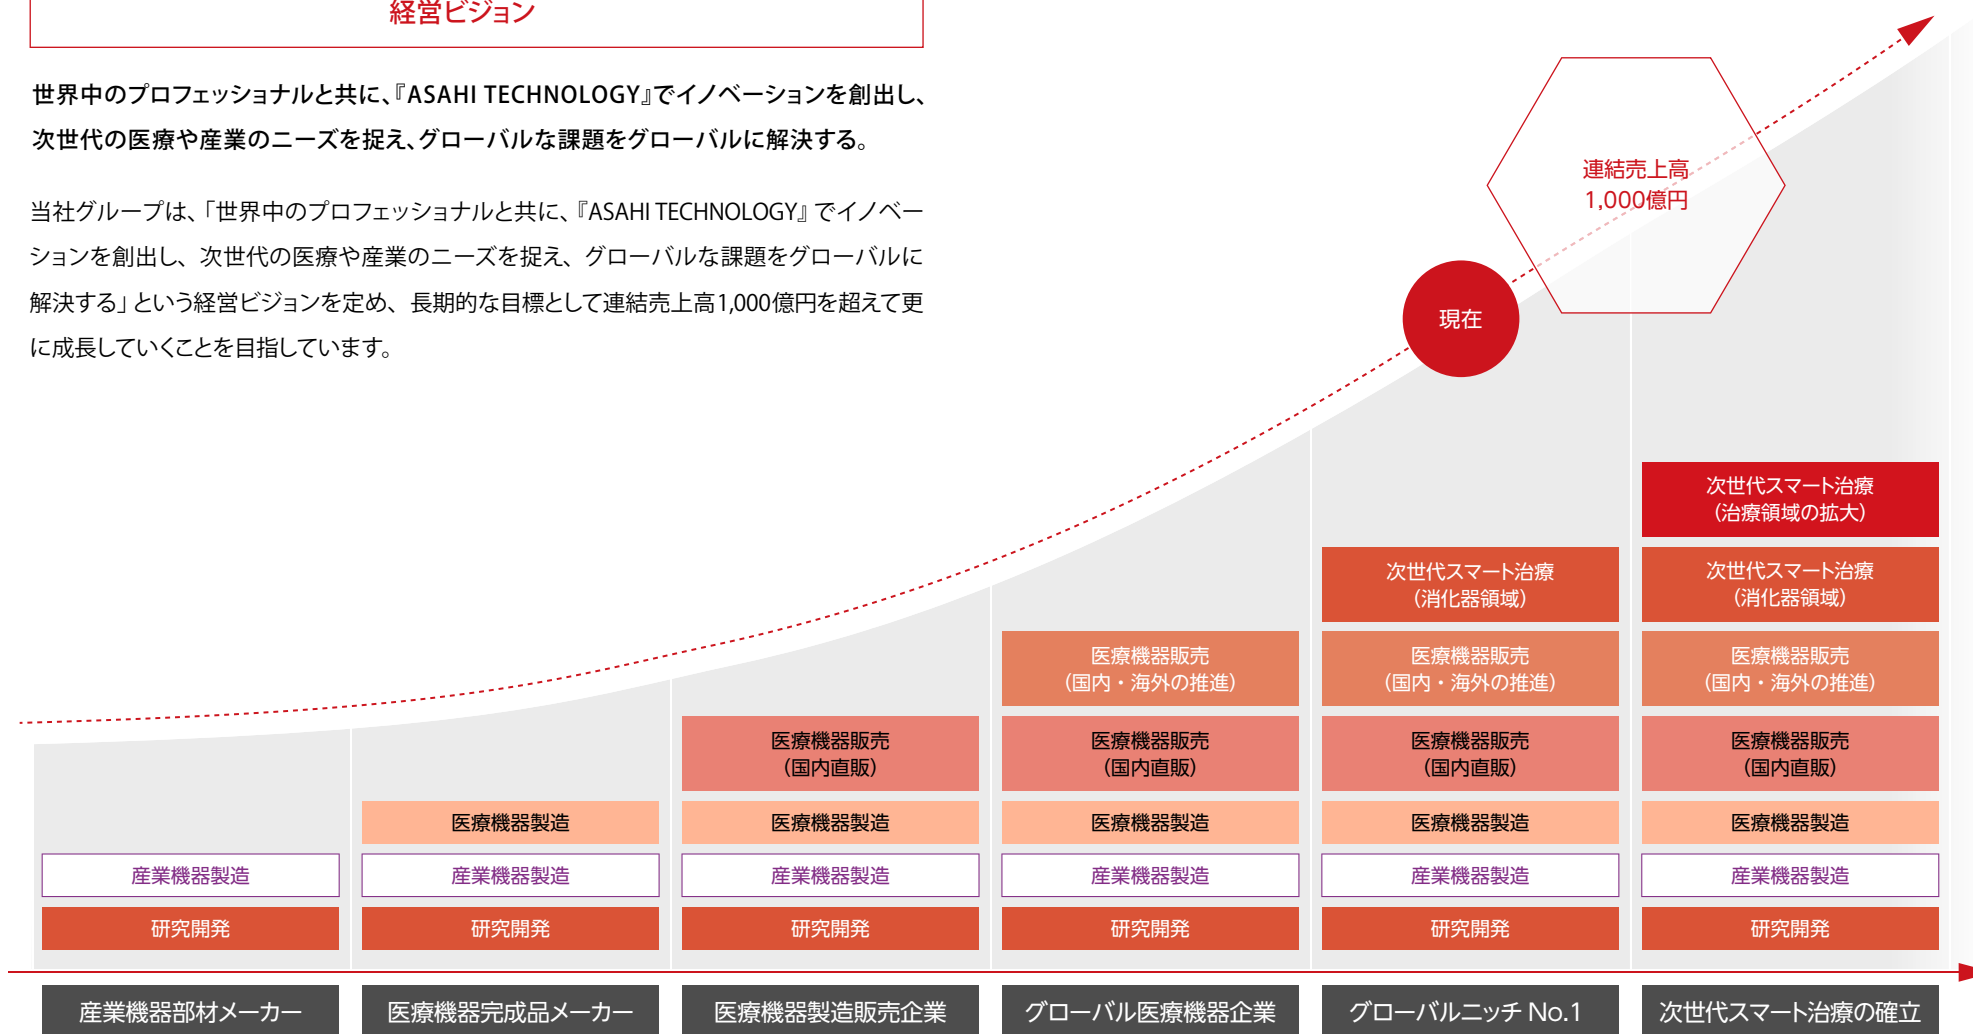 経営ビジョン
世界中のプロフェッショナルと共に、『ASAHI TECHNOLOGY』でイノベーションを創出し、
次世代の医療や産業のニーズを捉え、グローバルな課題をグローバルに解決する。
当社グループは、「世界中のプロフェッショナルと共に、『ASAHI TECHNOLOGY』でイノベー
ションを創出し、次世代の医療や産業のニーズを捉え、グローバルな課題をグローバルに
解決する」という経営ビジョンを定め、長期的な目標として連結売上高1,000億円を超えて更
に成長していくことを目指しています。
連結売上高
1,000億円
現在
次世代スマート治療
（治療領域の拡大）
次世代スマート治療
（消化器領域）
次世代スマート治療
（消化器領域）
医療機器販売
（国内・海外の推進）
医療機器販売
（国内・海外の推進）
医療機器販売
（国内・海外の推進）
医療機器販売
（国内直販）
医療機器販売
（国内直販）
医療機器販売
（国内直販）
医療機器販売
（国内直販）
医療機器製造
医療機器製造
医療機器製造
医療機器製造
医療機器製造
産業機器製造
産業機器製造
産業機器製造
産業機器製造
産業機器製造
産業機器製造
研究開発
研究開発
研究開発
研究開発
研究開発
研究開発
産業機器部材メーカー
医療機器完成品メーカー
医療機器製造販売企業
グローバル医療機器企業
グローバルニッチ No.1
次世代スマート治療の確立